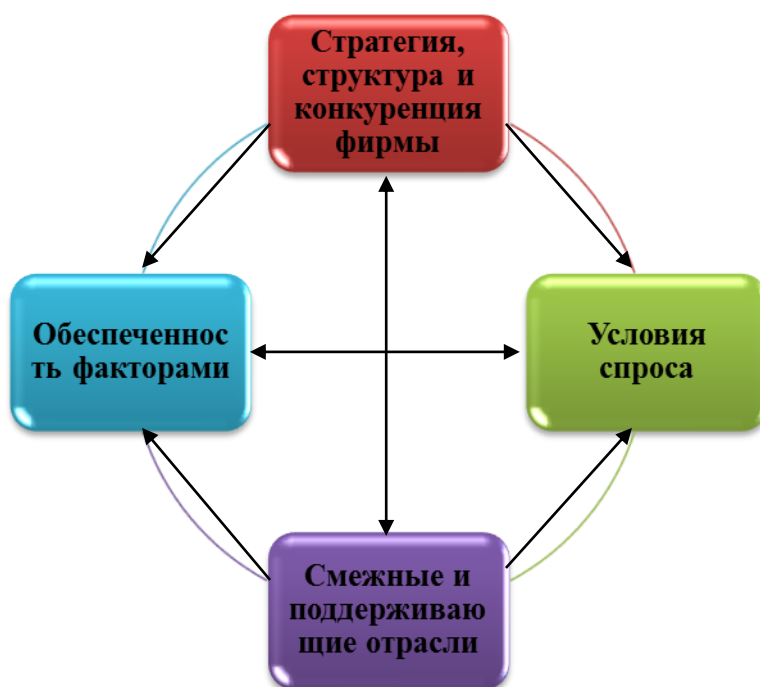 Стратегия,
структура и
конкуренция
фирмы
Обеспеченнос
ть факторами
Условия
спроса
Смежные и
поддерживаю
щие отрасли